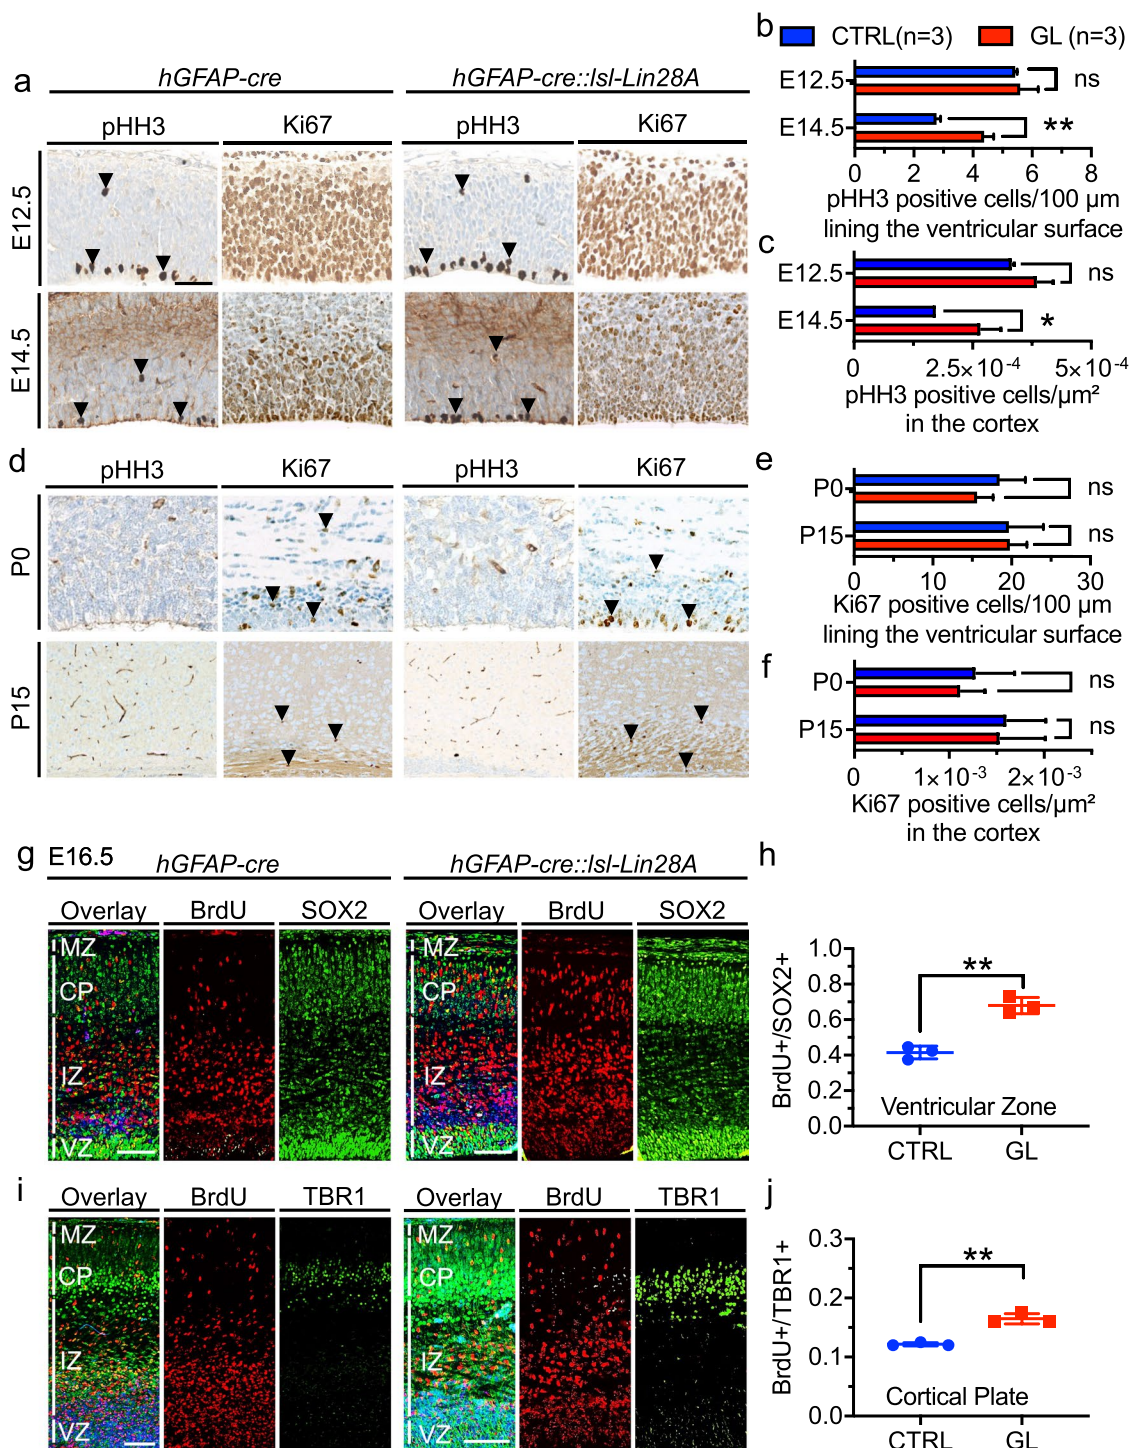 a
hGFAP-cre
hGFAP-cre::lsl-Lin28A
pHH3
Ki67
pHH3
Ki67
E12.5
E14.5
b
CTRL(n=3)
GL (n=3)
E12.5
ns
E14.5
**
0 2 4 6 8
pHH3 positive cells/100 µm
lining the ventricular surface
c
E12.5
ns
E14.5
*
0 2.5×10⁻⁴ 5×10⁻⁴
pHH3 positive cells/µm²
in the cortex
d
pHH3
Ki67
pHH3
Ki67
P0
P15
e
P0
ns
P15
ns
0 10 20 30
Ki67 positive cells/100 µm
lining the ventricular surface
f
P0
ns
P15
ns
0 1×10⁻³ 2×10⁻³
Ki67 positive cells/µm²
in the cortex
g E16.5
hGFAP-cre
hGFAP-cre::lsl-Lin28A
Overlay
BrdU
SOX2
Overlay
BrdU
SOX2
MZ
CP
IZ
VZ
MZ
CP
IZ
VZ
h
BrdU+/SOX2+
1.0
0.8
0.6
0.4
0.2
0.0
**
Ventricular Zone
CTRL GL
i
Overlay
BrdU
TBR1
Overlay
BrdU
TBR1
MZ
CP
IZ
VZ
MZ
CP
IZ
VZ
j
BrdU+/TBR1+
0.3
0.2
0.1
0.0
**
Cortical Plate
CTRL GL